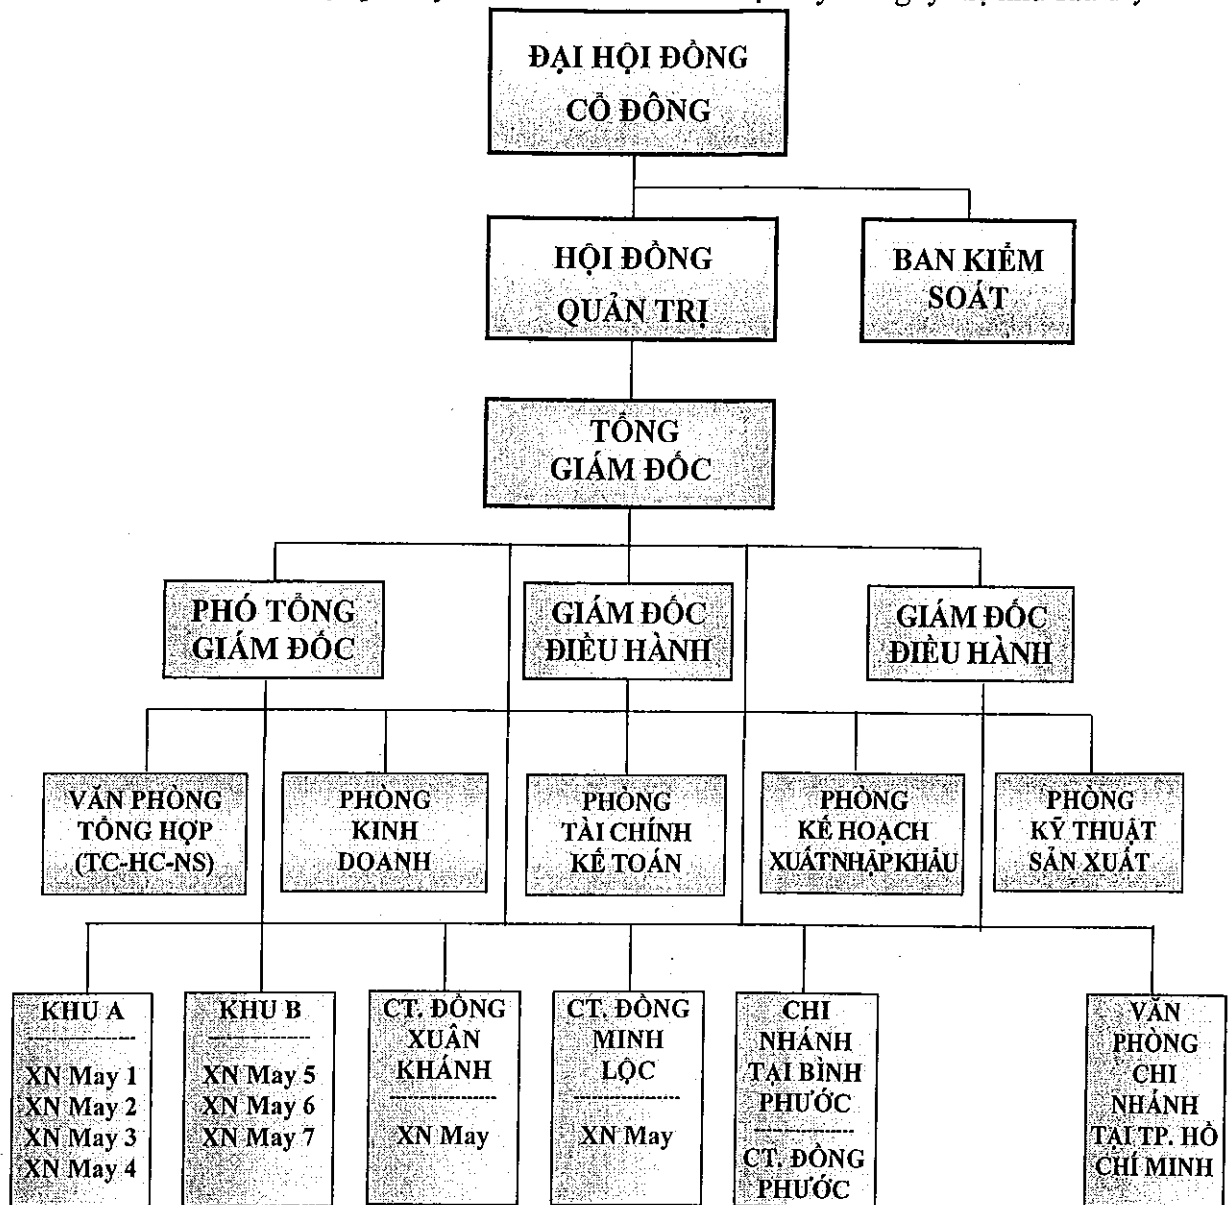 ĐẠI HỘI ĐỒNG
CỔ ĐÔNG
HỘI ĐỒNG
QUẢN TRỊ
BAN KIỂM
SOÁT
TỔNG
GIÁM ĐỐC
PHÓ TỔNG
GIÁM ĐỐC
GIÁM ĐỐC
ĐIỀU HÀNH
GIÁM ĐỐC
ĐIỀU HÀNH
VĂN PHÒNG
TỔNG HỢP
(TC-HC-NS)
PHÒNG
KINH
DOANH
PHÒNG
TÀI CHÍNH
KẾ TOÁN
PHÒNG
KẾ HOẠCH
XUẤT NHẬP KHẨU
PHÒNG
KỸ THUẬT
SẢN XUẤT
KHU A
XN May 1
XN May 2
XN May 3
XN May 4
KHU B
XN May 5
XN May 6
XN May 7
CT. ĐỒNG
XUÂN
KHÁNH
XN May
CT. ĐỒNG
MINH
LỘC
XN May
CHI
NHÁNH
TẠI BÌNH
PHƯỚC
CT. ĐỒNG
PHƯỚC
VĂN
PHÒNG
CHI
NHÁNH
TẠI TP. HỒ
CHÍ MINH